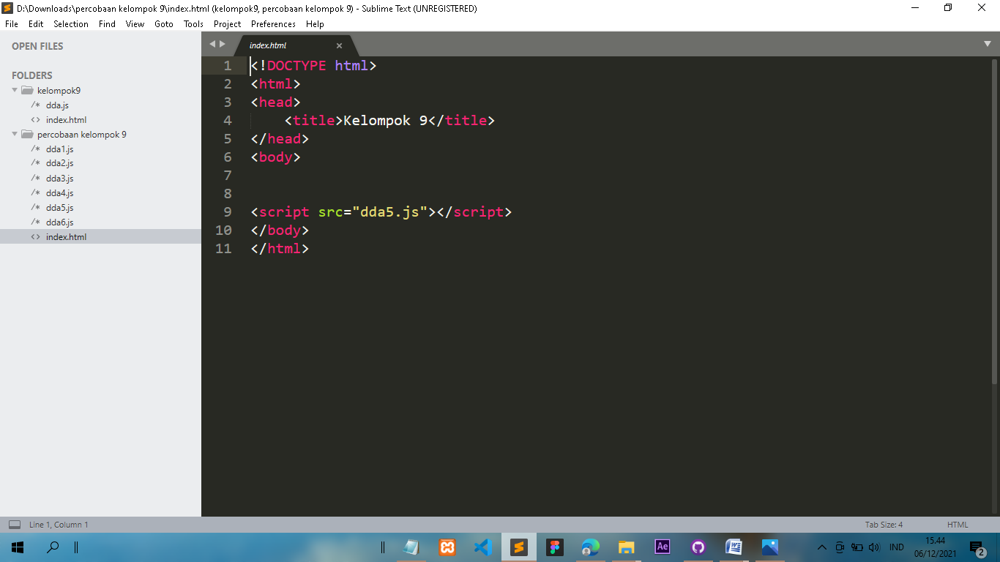 D:\Downloads\percobaan kelompok 9\index.html (kelompok9, percobaan kelompok 9) - Sublime Text (UNREGISTERED)
File Edit Selection Find View Goto Tools Project Preferences Help
OPEN FILES
FOLDERS
kelompok9
/* dda.js
<> index.html
percobaan kelompok 9
/* dda1.js
/* dda2.js
/* dda3.js
/* dda4.js
/* dda5.js
/* dda6.js
<> index.html
index.html
1 <!DOCTYPE html>
2 <html>
3 <head>
4 <title>Kelompok 9</title>
5 </head>
6 <body>
7
8
9 <script src="dda5.js"></script>
10 </body>
11 </html>
Line 1, Column 1 Tab Size: 4 HTML
Ae
W
IND
15.44
06/12/2021
2